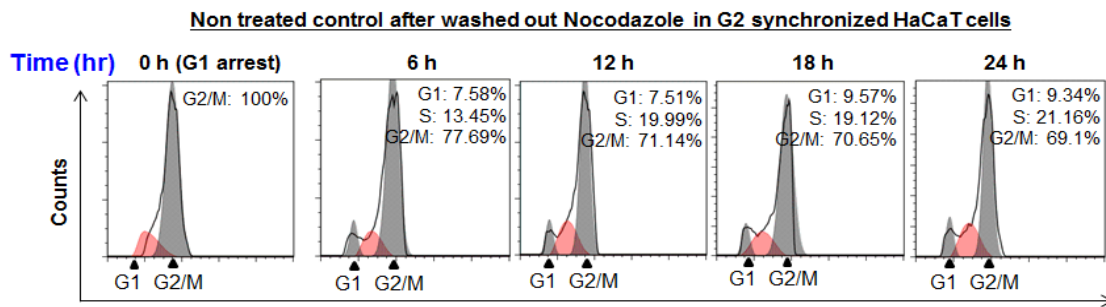 Non treated control after washed out Nocodazole in G2 synchronized HaCaT cells
Time (hr) 0 h (G1 arrest) 6 h 12 h 18 h 24 h
G2/M: 100%
G1: 7.58%
S: 13.45%
G2/M: 77.69%
G1: 7.51%
S: 19.99%
G2/M: 71.14%
G1: 9.57%
S: 19.12%
G2/M: 70.65%
G1: 9.34%
S: 21.16%
G2/M: 69.1%
Counts
G1 G2/M G1 G2/M G1 G2/M G1 G2/M G1 G2/M